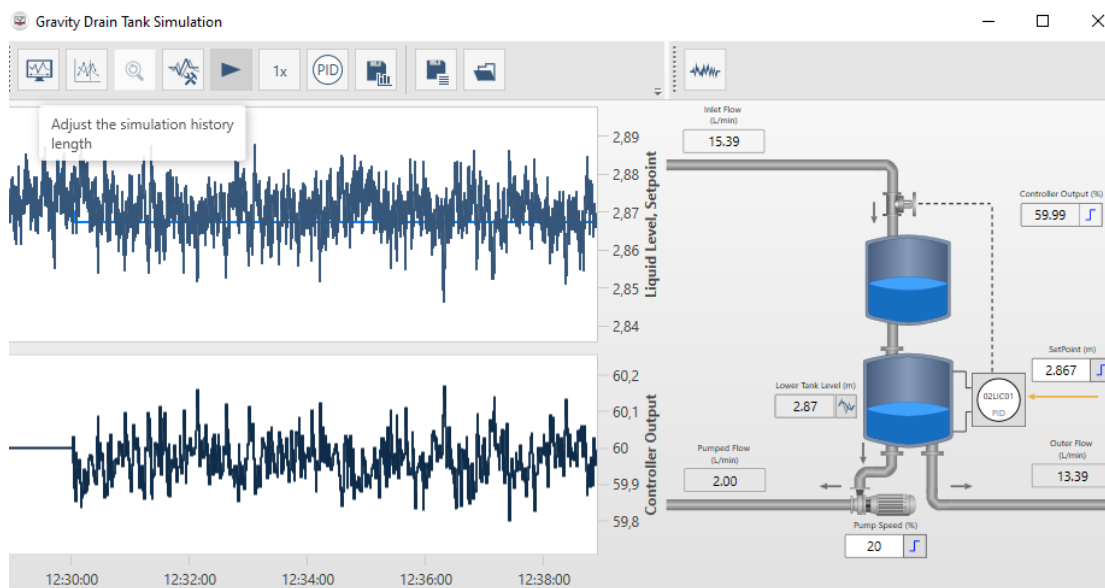 Gravity Drain Tank Simulation
1x
PID
Adjust the simulation history
length
2,89
2,88
2,87
2,86
2,85
2,84
Liquid Level, Setpoint
60,2
60,1
60
59,9
59,8
Controller Output
12:30:00
12:32:00
12:34:00
12:36:00
12:38:00
Inlet Flow
(L/min)
15.39
Controller Output (%)
59.99
SetPoint (m)
2.867
Lower Tank Level (m)
2.87
02LIC01
PID
Pumped Flow
(L/min)
2.00
Outer Flow
(L/min)
13.39
Pump Speed (%)
20